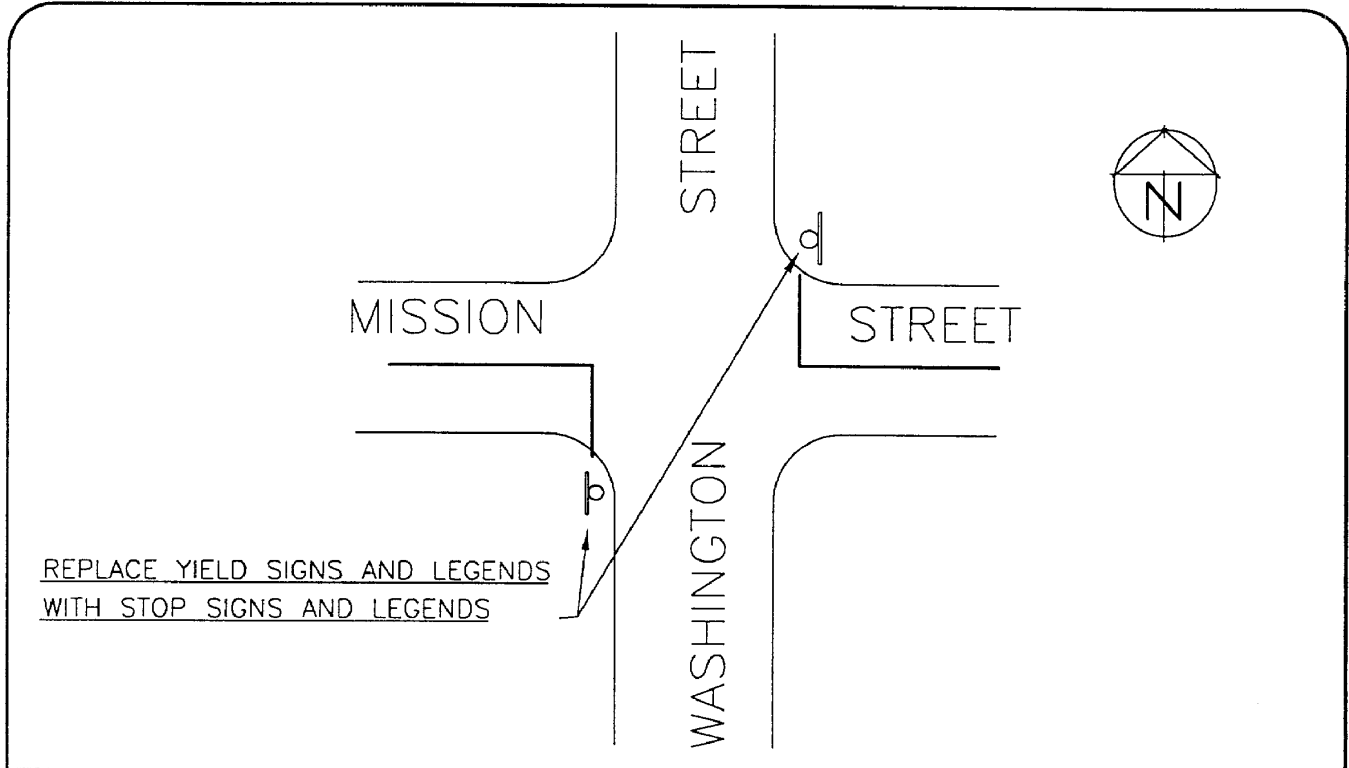 STREET
N
MISSION
STREET
WASHINGTON
REPLACE YIELD SIGNS AND LEGENDS
WITH STOP SIGNS AND LEGENDS